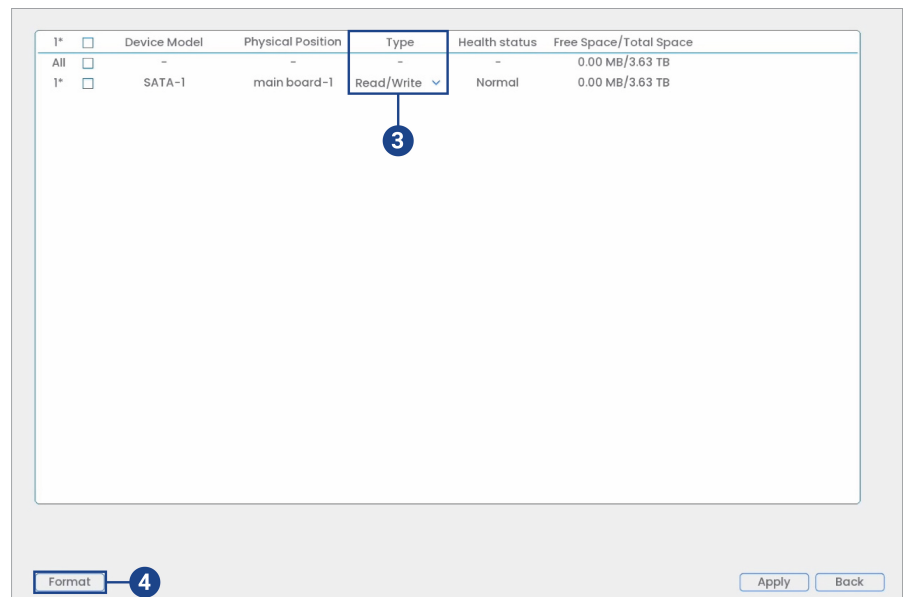 1* Device Model Physical Position Type Health status Free Space/Total Space
All - - - - 0.00 MB/3.63 TB
1* SATA-1 main board-1 Read/Write Normal 0.00 MB/3.63 TB
3
Format 4 Apply Back